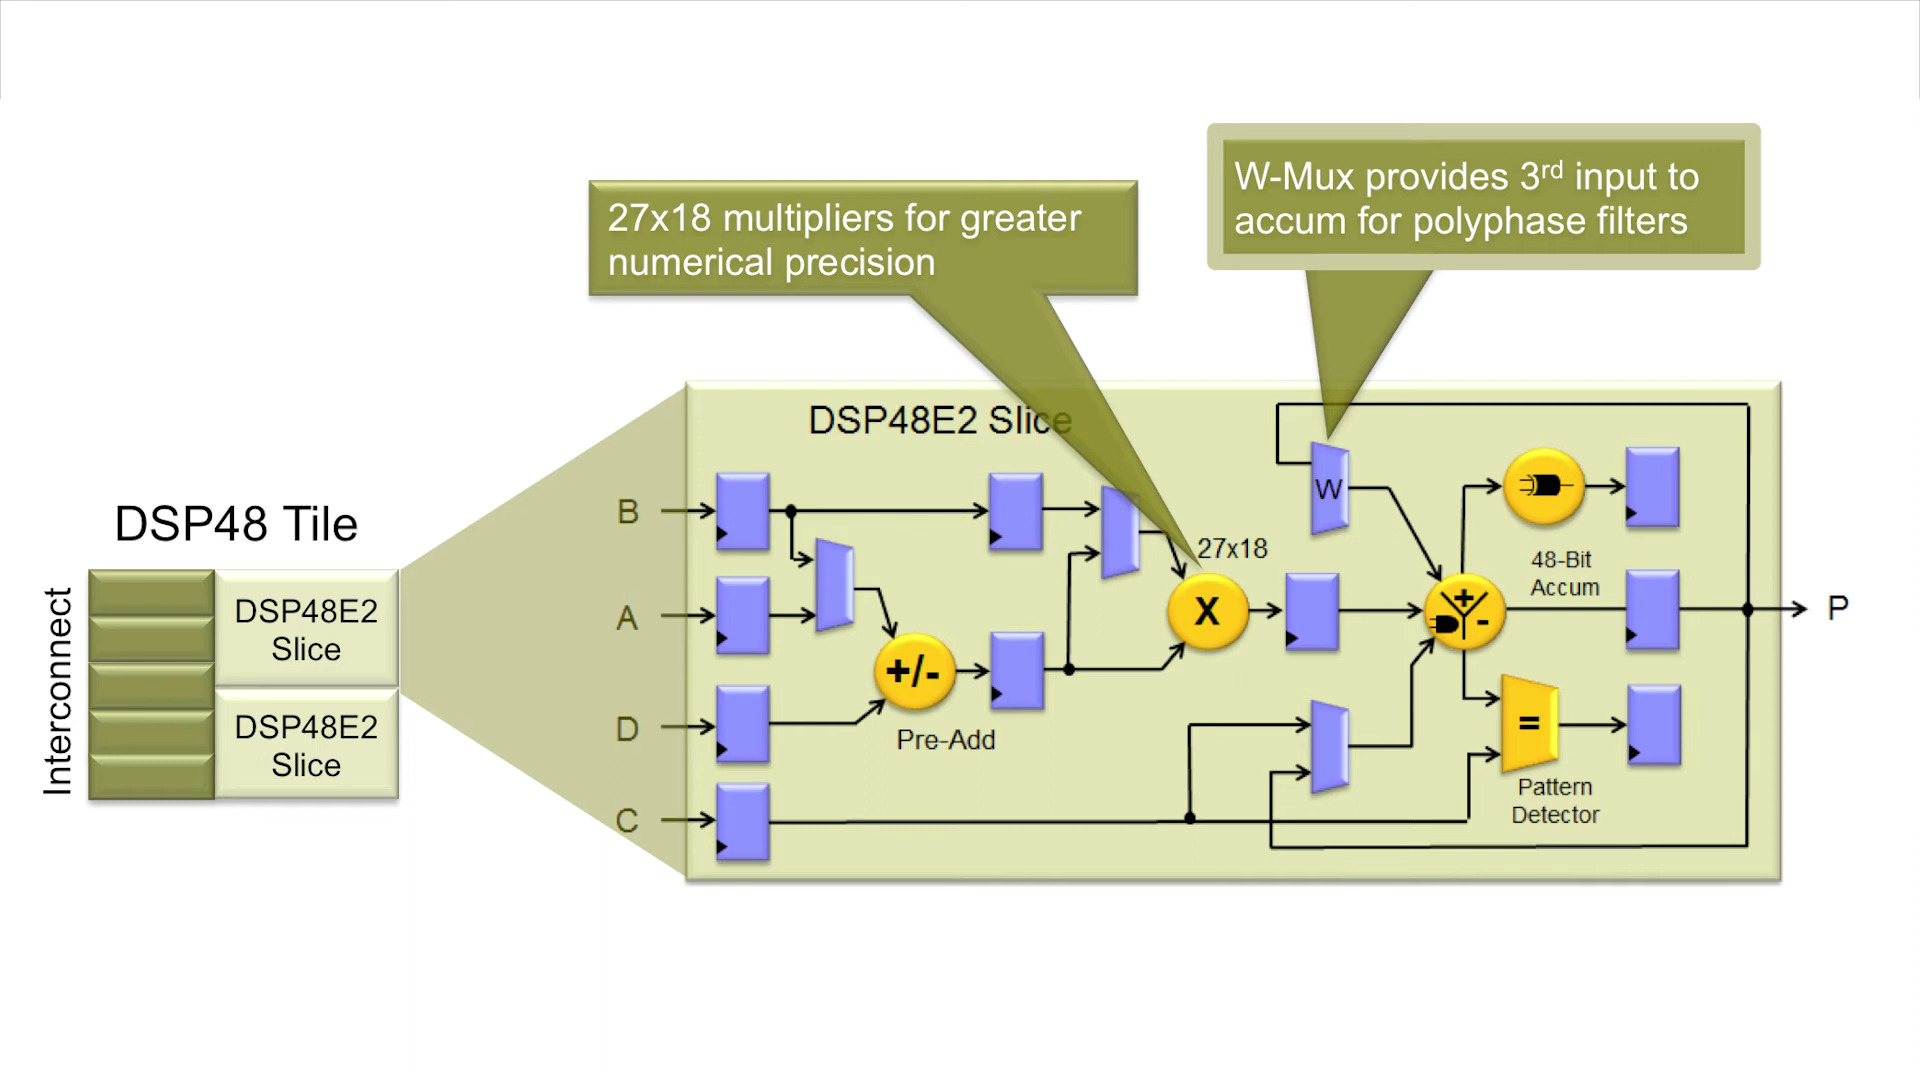 W-Mux provides 3rd input to
accum for polyphase filters
27x18 multipliers for greater
numerical precision
DSP48E2 Slice
DSP48 Tile
Interconnect
DSP48E2
Slice
DSP48E2
Slice
B
A
D
C
+/-
Pre-Add
27x18
X
W
+
-
48-Bit
Accum
=
Pattern
Detector
P